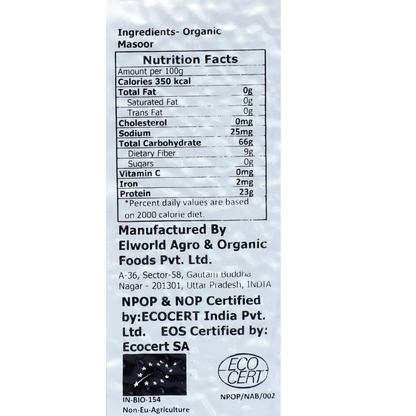 Ingredients- Organic
Masoor
Nutrition Facts
Amount per 100g
Calories 350 kcal
Total Fat 0g
Saturated Fat 0g
Trans Fat 0g
Cholesterol 0mg
Sodium 25mg
Total Carbohydrate 66g
Dietary Fiber 9g
Sugars 0g
Vitamin C 0mg
Iron 2mg
Protein 23g
*Percent daily values are based
on 2000 calorie diet.
Manufactured By
Elworld Agro & Organic
Foods Pvt. Ltd.
A-36, Sector-58, Gautam Buddha
Nagar - 201301, Uttar Pradesh, INDIA
NPOP & NOP Certified
by:ECOCERT India Pvt.
Ltd. EOS Certified by:
Ecocert SA
ECO
CERT
IN-BIO-154
NPOP/NAB/002
Non-Eu-Agriculture